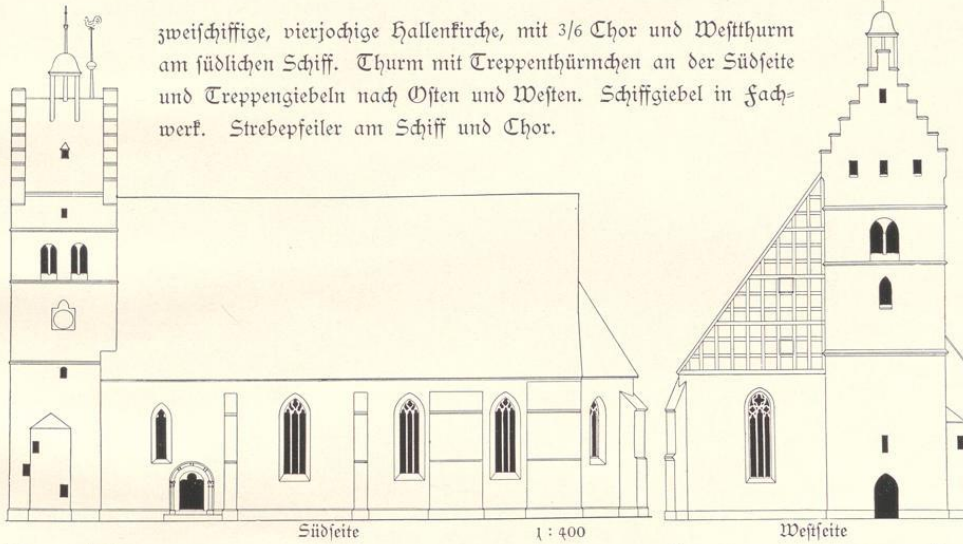 zweischiffige, vierjochige Hallenkirche, mit 3/6 Chor und Westthurm
am südlichen Schiff. Thurm mit Treppenthürmchen an der Südseite
und Treppengiebeln nach Osten und Westen. Schiffgiebel in Fach=
werk. Strebepfeiler am Schiff und Chor.
Südseite 1 : 400 Westseite